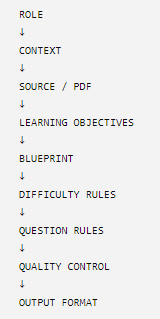 ROLE
↓
CONTEXT
↓
SOURCE / PDF
↓
LEARNING OBJECTIVES
↓
BLUEPRINT
↓
DIFFICULTY RULES
↓
QUESTION RULES
↓
QUALITY CONTROL
↓
OUTPUT FORMAT